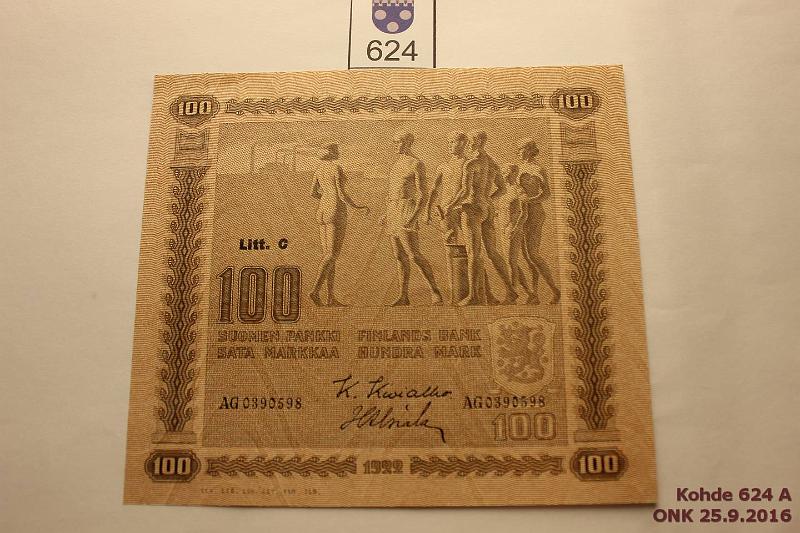 624
100 100
Litt. C
100
SUOMEN PANKKI FINLANDS BANK
SATA MARKKAA HUNDRA MARK
AG0390598 AG0390598
100
100 1922 100
Kohde 624 A
ONK 25.9.2016